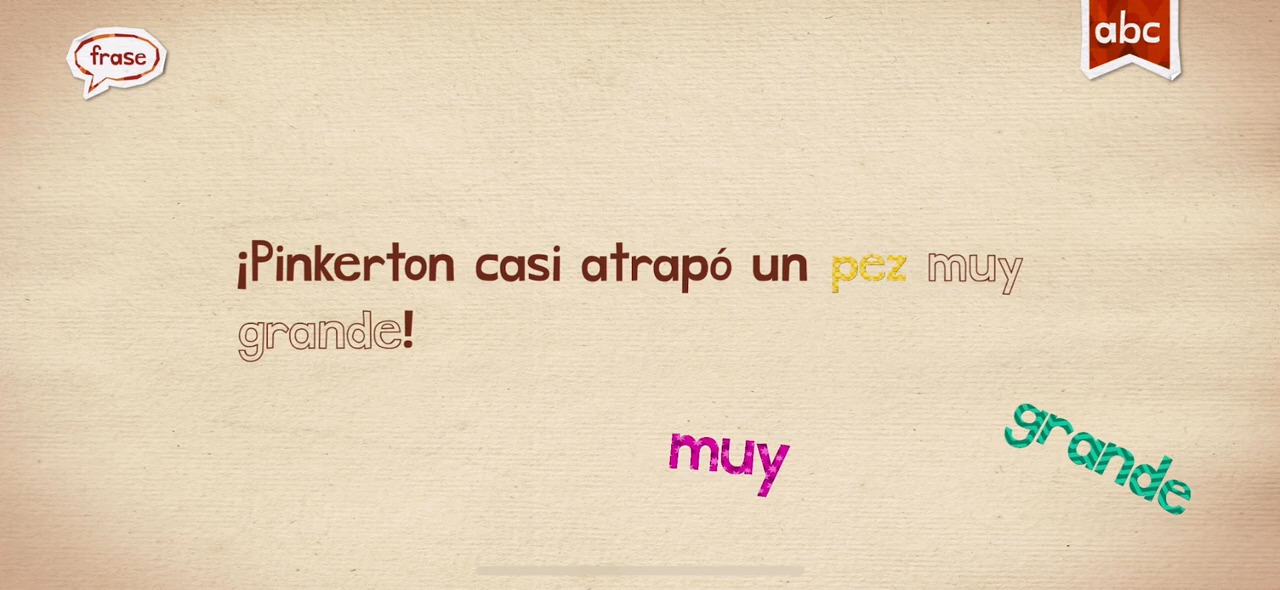 frase
abc
¡Pinkerton casi atrapó un pez muy
grande!
muy
grande